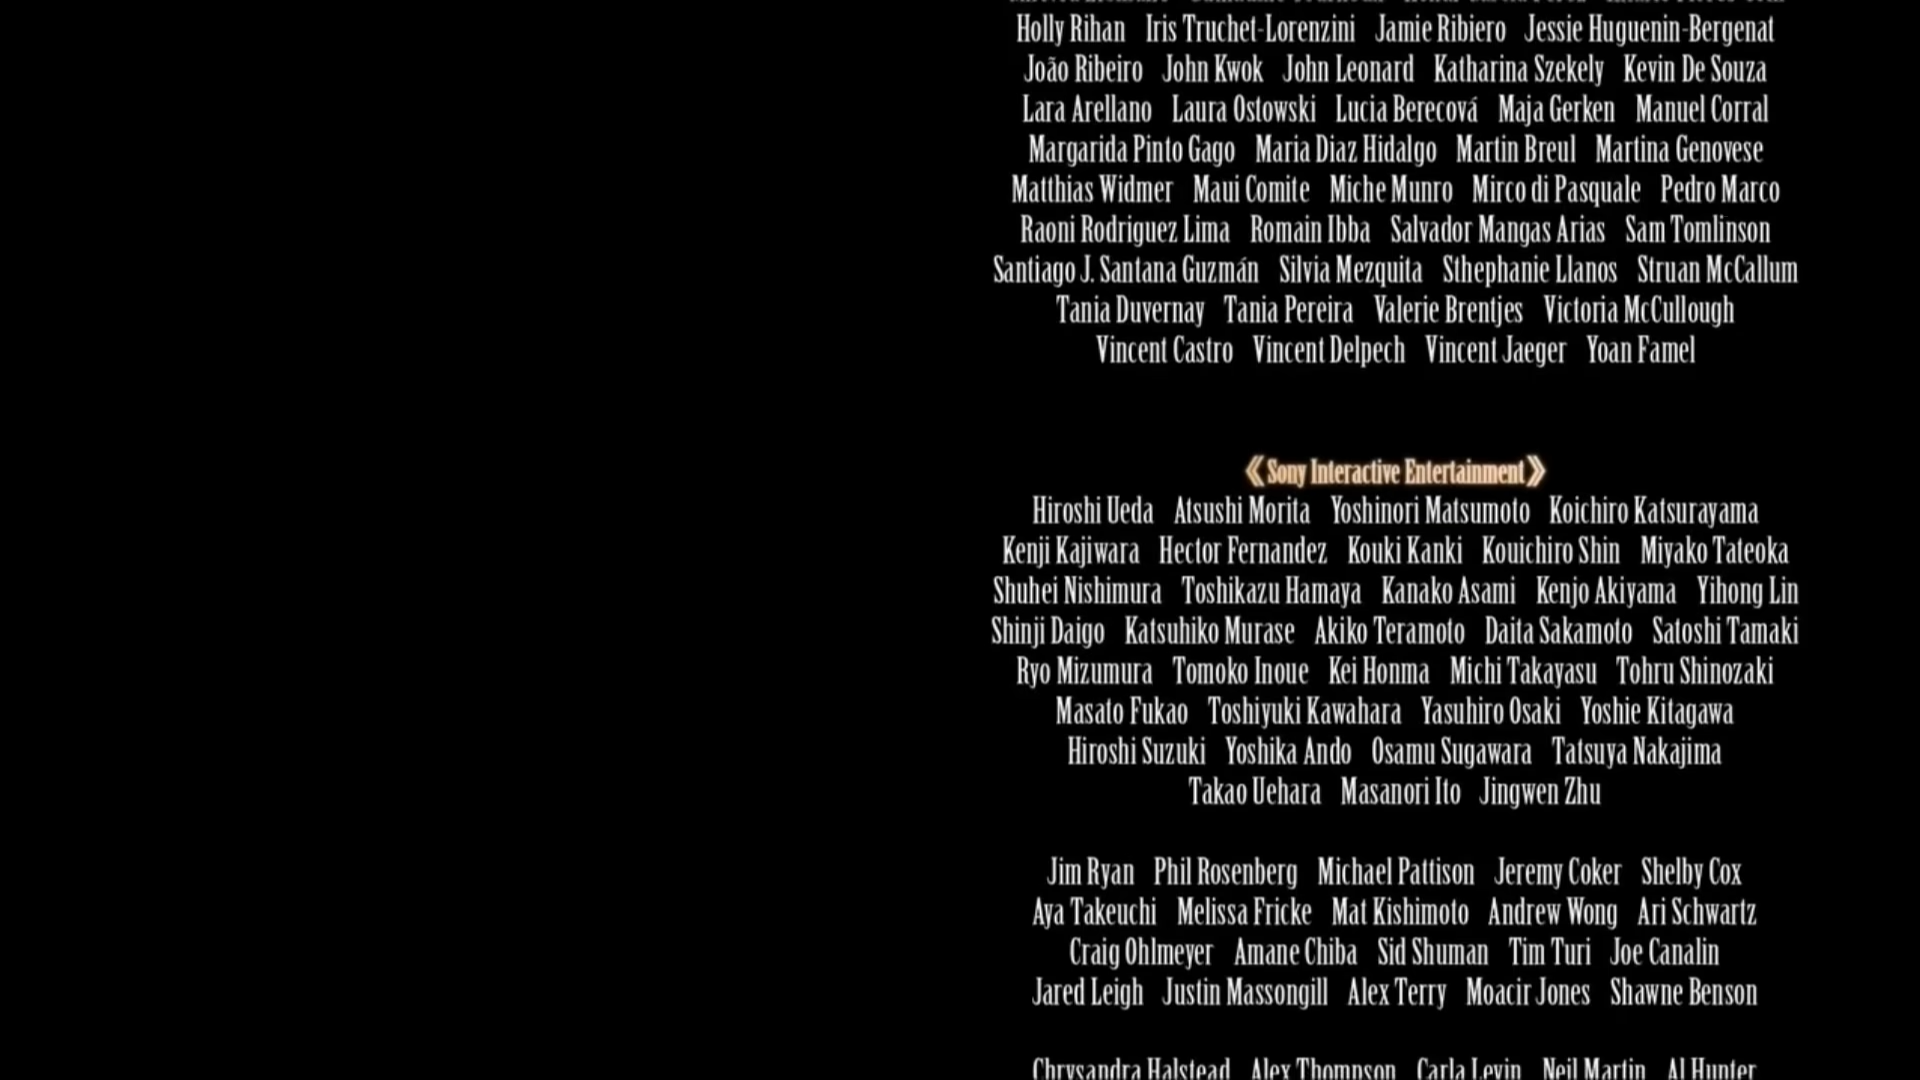 Holly Rihan Iris Truchet-Lorenzini Jamie Ribiero Jessie Huguenin-Bergenat
João Ribeiro John Kwok John Leonard Katharina Szekely Kevin De Souza
Lara Arellano Laura Ostowski Lucia Berecová Maja Gerken Manuel Corral
Margarida Pinto Gago Maria Diaz Hidalgo Martin Breul Martina Genovese
Matthias Widmer Maui Comite Miche Munro Mirco di Pasquale Pedro Marco
Raoni Rodriguez Lima Romain Ibba Salvador Mangas Arias Sam Tomlinson
Santiago J. Santana Guzmán Silvia Mezquita Sthephanie Llanos Struan McCallum
Tania Duvernay Tania Pereira Valerie Brentjes Victoria McCullough
Vincent Castro Vincent Delpech Vincent Jaeger Yoan Famel
《Sony Interactive Entertainment》
Hiroshi Ueda Atsushi Morita Yoshinori Matsumoto Koichiro Katsurayama
Kenji Kajiwara Hector Fernandez Kouki Kanki Kouichiro Shin Miyako Tateoka
Shuhei Nishimura Toshikazu Hamaya Kanako Asami Kenjo Akiyama Yihong Lin
Shinji Daigo Katsuhiko Murase Akiko Teramoto Daita Sakamoto Satoshi Tamaki
Ryo Mizumura Tomoko Inoue Kei Honma Michi Takayasu Tohru Shinozaki
Masato Fukao Toshiyuki Kawahara Yasuhiro Osaki Yoshie Kitagawa
Hiroshi Suzuki Yoshika Ando Osamu Sugawara Tatsuya Nakajima
Takao Uehara Masanori Ito Jingwen Zhu
Jim Ryan Phil Rosenberg Michael Pattison Jeremy Coker Shelby Cox
Aya Takeuchi Melissa Fricke Mat Kishimoto Andrew Wong Ari Schwartz
Craig Ohlmeyer Amane Chiba Sid Shuman Tim Turi Joe Canalin
Jared Leigh Justin Massongill Alex Terry Moacir Jones Shawne Benson
Chrysandra Halstead Alex Thompson Carla Levin Neil Martin Al Hunter